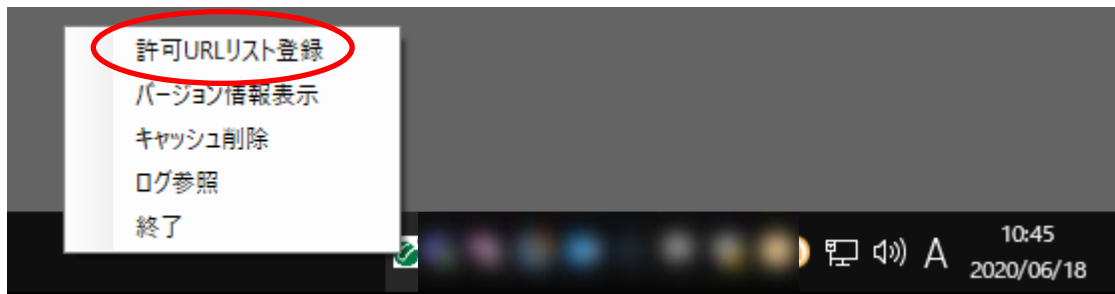 許可URLリスト登録
バージョン情報表示
キャッシュ削除
ログ参照
終了
A
10:45
2020/06/18